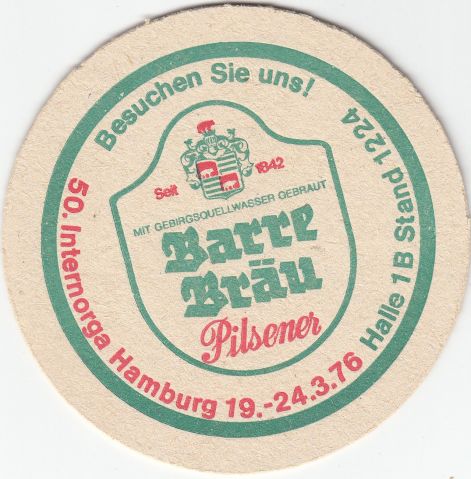 Besuchen Sie uns!
Seit 1842
MIT GEBIRGSQUELLWASSER GEBRAUT
Barre
Bräu
Pilsener
50. Internorga Hamburg 19.-24.3.76
Halle 1B Stand 1224